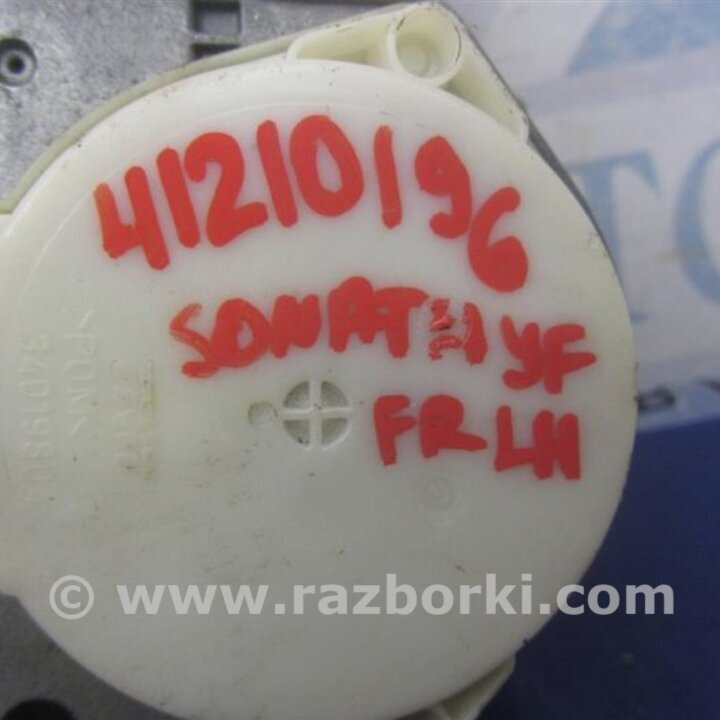 41210196
SONATA YF
FR LH
© www.razborki.com